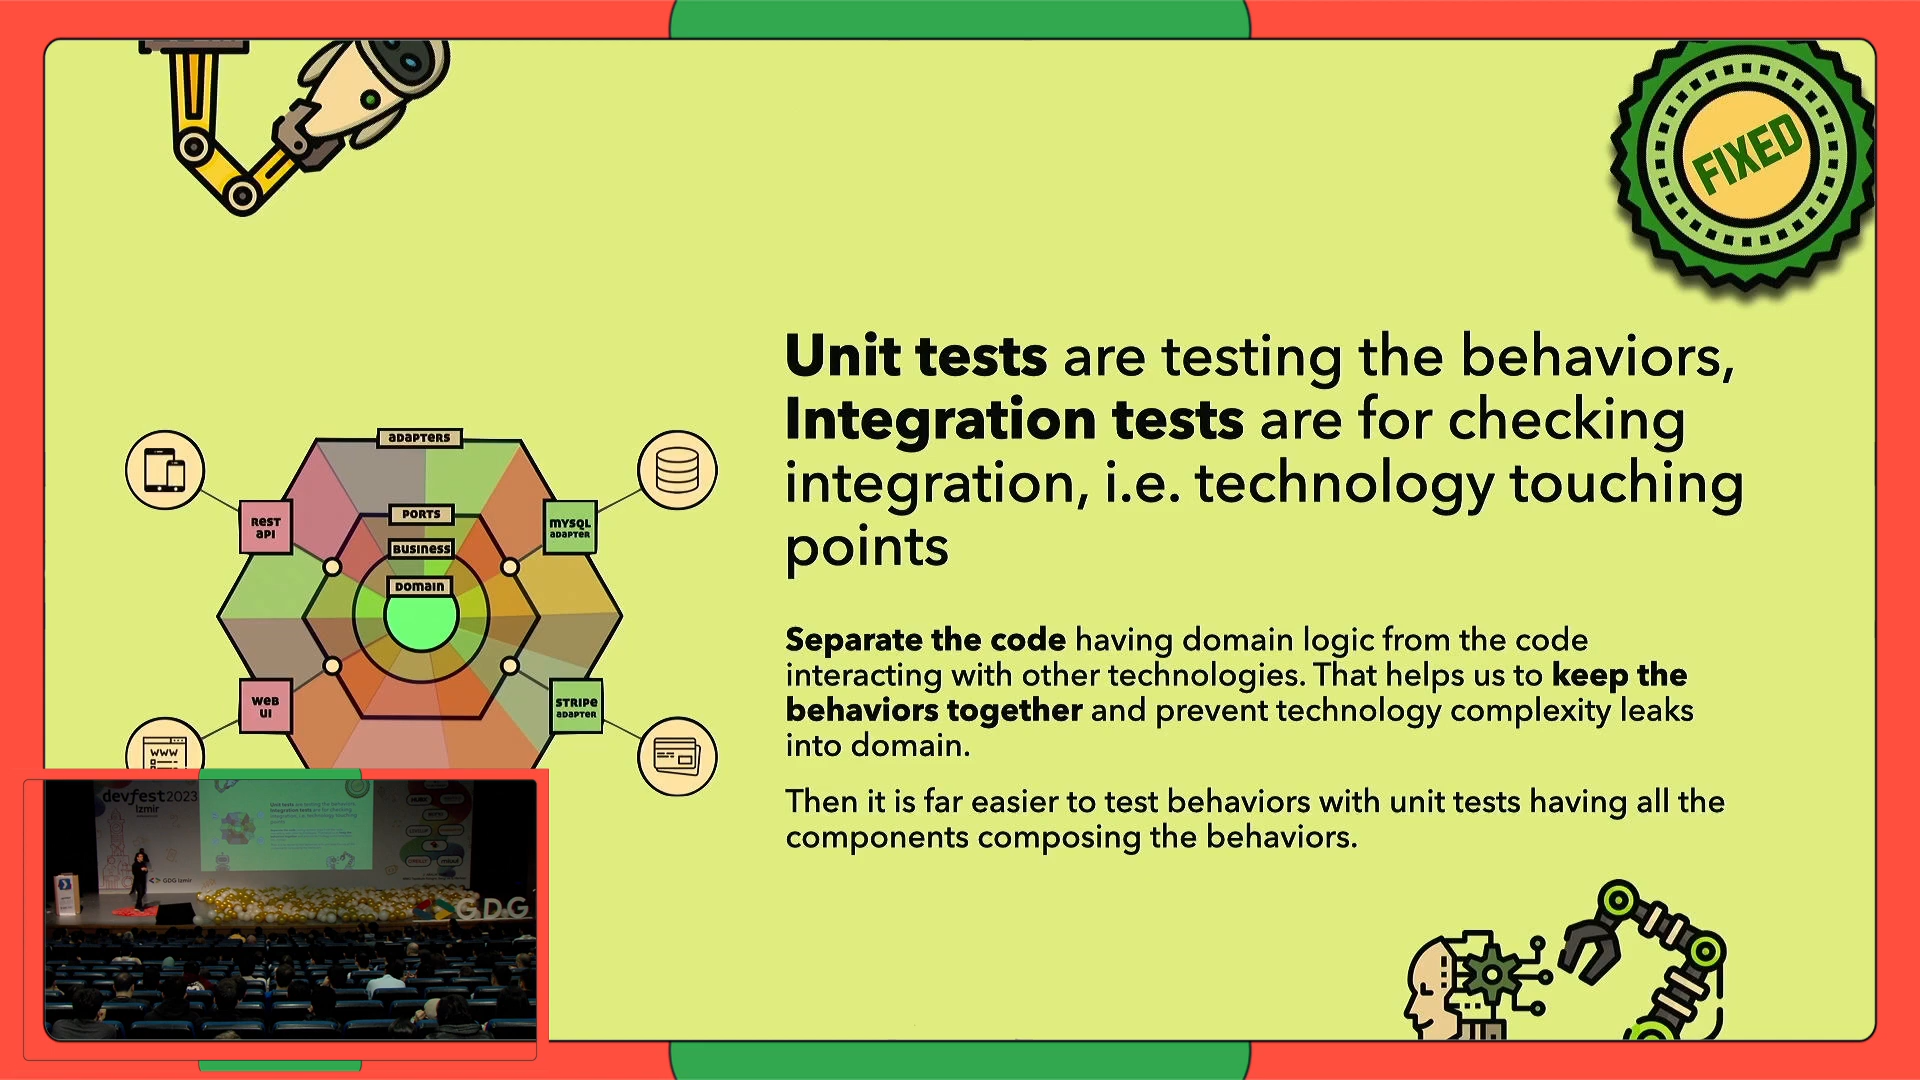 FIXED
Unit tests are testing the behaviors,
Integration tests are for checking
integration, i.e. technology touching
points
Separate the code having domain logic from the code
interacting with other technologies. That helps us to keep the
behaviors together and prevent technology complexity leaks
into domain.
Then it is far easier to test behaviors with unit tests having all the
components composing the behaviors.
ADAPTERS
PORTS
BUSINESS
DOMAIN
REST
API
MYSQL
ADAPTER
WEB
UI
STRIPE
ADAPTER
WWW
devfest2023
Izmir
GDG Izmir
GDG